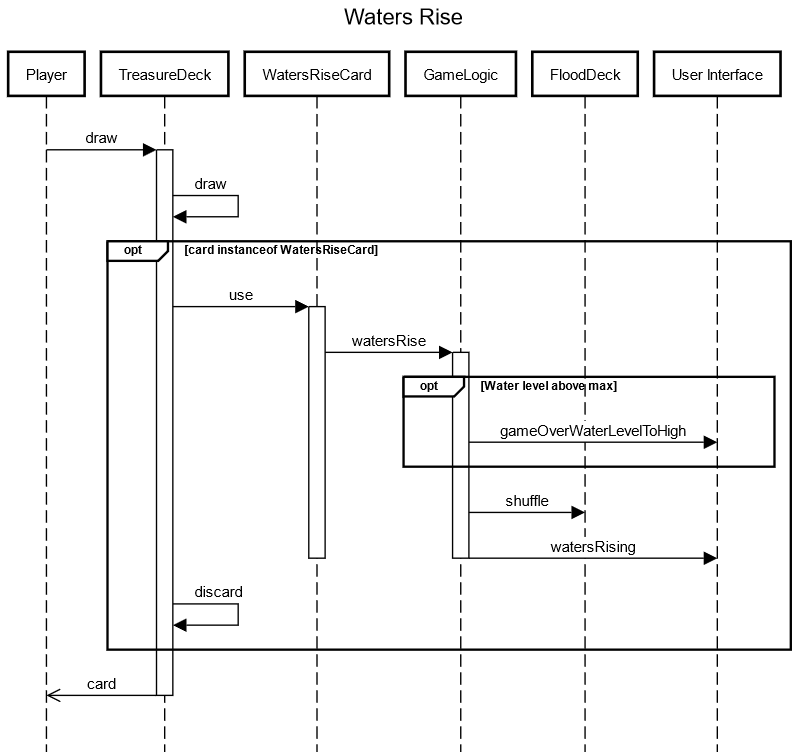 Waters Rise
Player
TreasureDeck
WatersRiseCard
GameLogic
FloodDeck
User Interface
draw
draw
opt
[card instanceof WatersRiseCard]
use
watersRise
opt
[Water level above max]
gameOverWaterLevelToHigh
shuffle
watersRising
discard
card